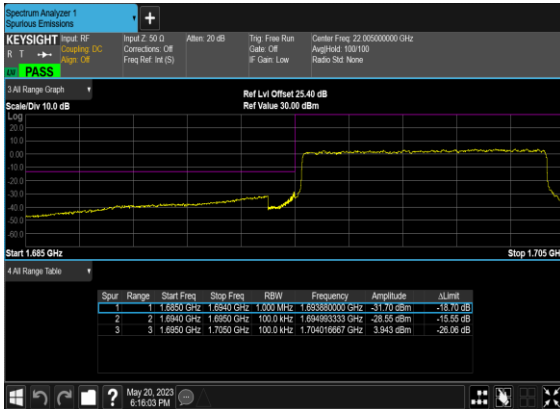 Spectrum Analyzer 1
Spurious Emissions
+
KEYSIGHT Input: RF Input Z: 50 Ω Atten: 20 dB Trig: Free Run Center Freq: 22.005000000 GHz
R T Coupling: DC Corrections: Off Gate: Off Avg|Hold: 100/100
Align: Off Freq Ref: Int (S) IF Gain: Low Radio Std: None
PASS
3 All Range Graph Ref Lvl Offset 25.40 dB
Scale/Div 10.0 dB Ref Value 30.00 dBm
Log
20.0
10.0
0.00
-10.0
-20.0
-30.0
-40.0
-50.0
-60.0
Start 1.685 GHz Stop 1.705 GH
4 All Range Table
Spur Range Start Freq Stop Freq RBW Frequency Amplitude ΔLimit
1 1 1.6850 GHz 1.6940 GHz 1.000 MHz 1.693880000 GHz -31.70 dBm -18.70 dB
2 2 1.6940 GHz 1.6950 GHz 100.0 kHz 1.694993333 GHz -28.55 dBm -15.55 dB
3 3 1.6950 GHz 1.7050 GHz 100.0 kHz 1.704016667 GHz 3.943 dBm -26.06 dB
? May 20, 2023
6:16:03 PM